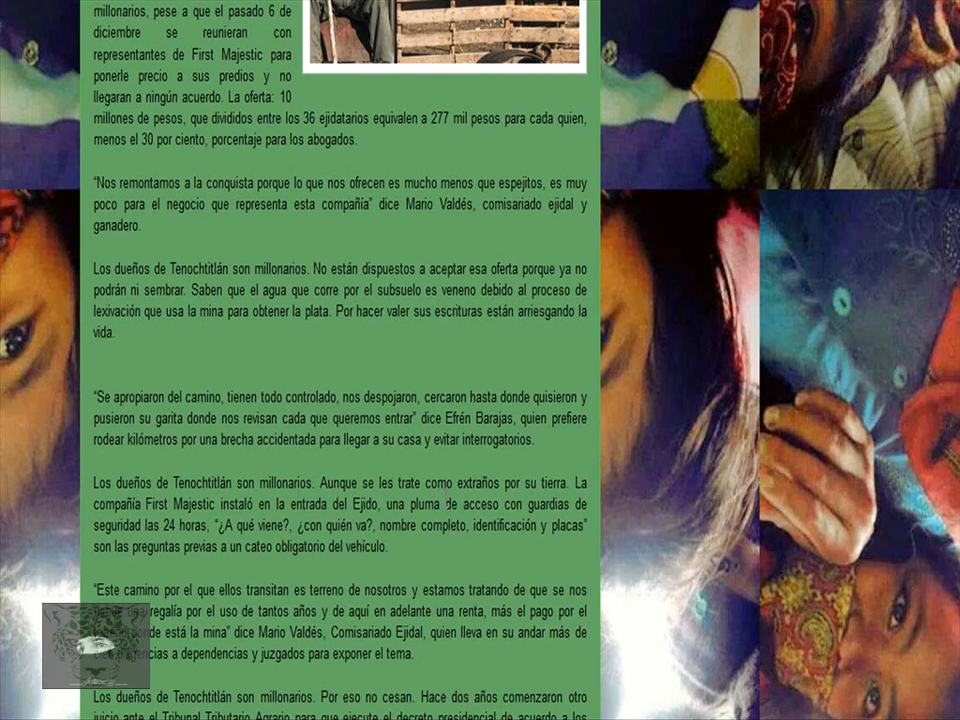 millonarios, pese a que el pasado 6 de
diciembre se reunieran con
representantes de First Majestic para
ponerle precio a sus predios y no
llegaran a ningún acuerdo. La oferta: 10
millones de pesos, que divididos entre los 36 ejidatarios equivalen a 277 mil pesos para cada quien,
menos el 30 por ciento, porcentaje para los abogados.
“Nos remontamos a la conquista porque lo que nos ofrecen es mucho menos que espejitos, es muy
poco para el negocio que representa esta compañía” dice Mario Valdés, comisariado ejidal y
ganadero.
Los dueños de Tenochtitlán son millonarios. No están dispuestos a aceptar esa oferta porque ya no
podrán ni sembrar. Saben que el agua que corre por el subsuelo es veneno debido al proceso de
lexivación que usa la mina para obtener la plata. Por hacer valer sus escrituras están arriesgando la
vida.
“Se apropiaron del camino, tienen todo controlado, nos despojaron, cercaron hasta donde quisieron y
pusieron su garita donde nos revisan cada que queremos entrar” dice Efrén Barajas, quien prefiere
rodear kilómetros por una brecha accidentada para llegar a su casa y evitar interrogatorios.
Los dueños de Tenochtitlán son millonarios. Aunque se les trate como extraños por su tierra. La
compañía First Majestic instaló en la entrada del Ejido, una pluma de acceso con guardias de
seguridad las 24 horas, “¿A qué viene?, ¿con quién va?, nombre completo, identificación y placas”
son las preguntas previas a un cateo obligatorio del vehículo.
“Este camino por el que ellos transitan es terreno de nosotros y estamos tratando de que se nos
regalía por el uso de tantos años y de aquí en adelante una renta, más el pago por el
donde está la mina” dice Mario Valdés, Comisariado Ejidal, quien lleva en su andar más de
a dependencias y juzgados para exponer el tema.
Los dueños de Tenochtitlán son millonarios. Por eso no cesan. Hace dos años comenzaron otro
juicio ante el Tribunal Tributario Agrario para que ejecute el decreto presidencial de acuerdo a los